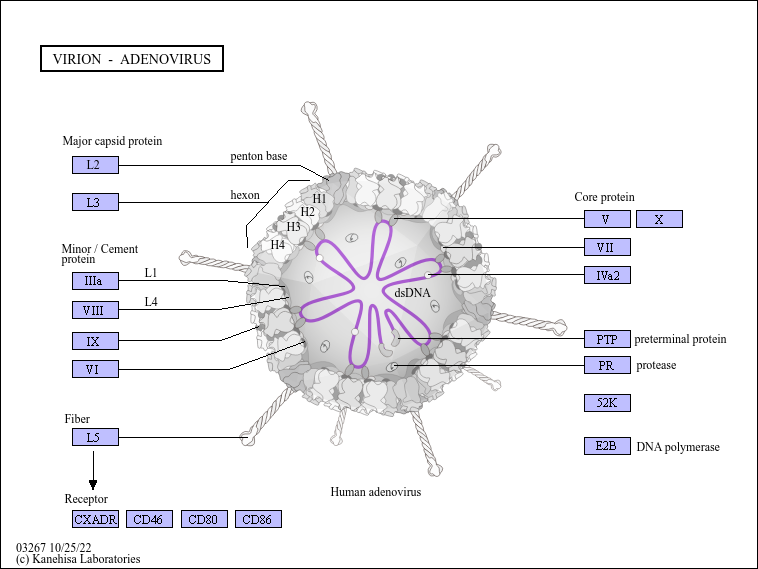 VIRION - ADENOVIRUS
Major capsid protein
L2
penton base
L3
hexon
H1
H2
H3
H4
Minor / Cement
protein
IIIa
L1
VIII
L4
IX
VI
Fiber
L5
Receptor
CXADR
CD46
CD80
CD86
dsDNA
Core protein
V
X
VII
IVa2
PTP
preterminal protein
PR
protease
52K
E2B
DNA polymerase
Human adenovirus
03267 10/25/22
(c) Kanehisa Laboratories